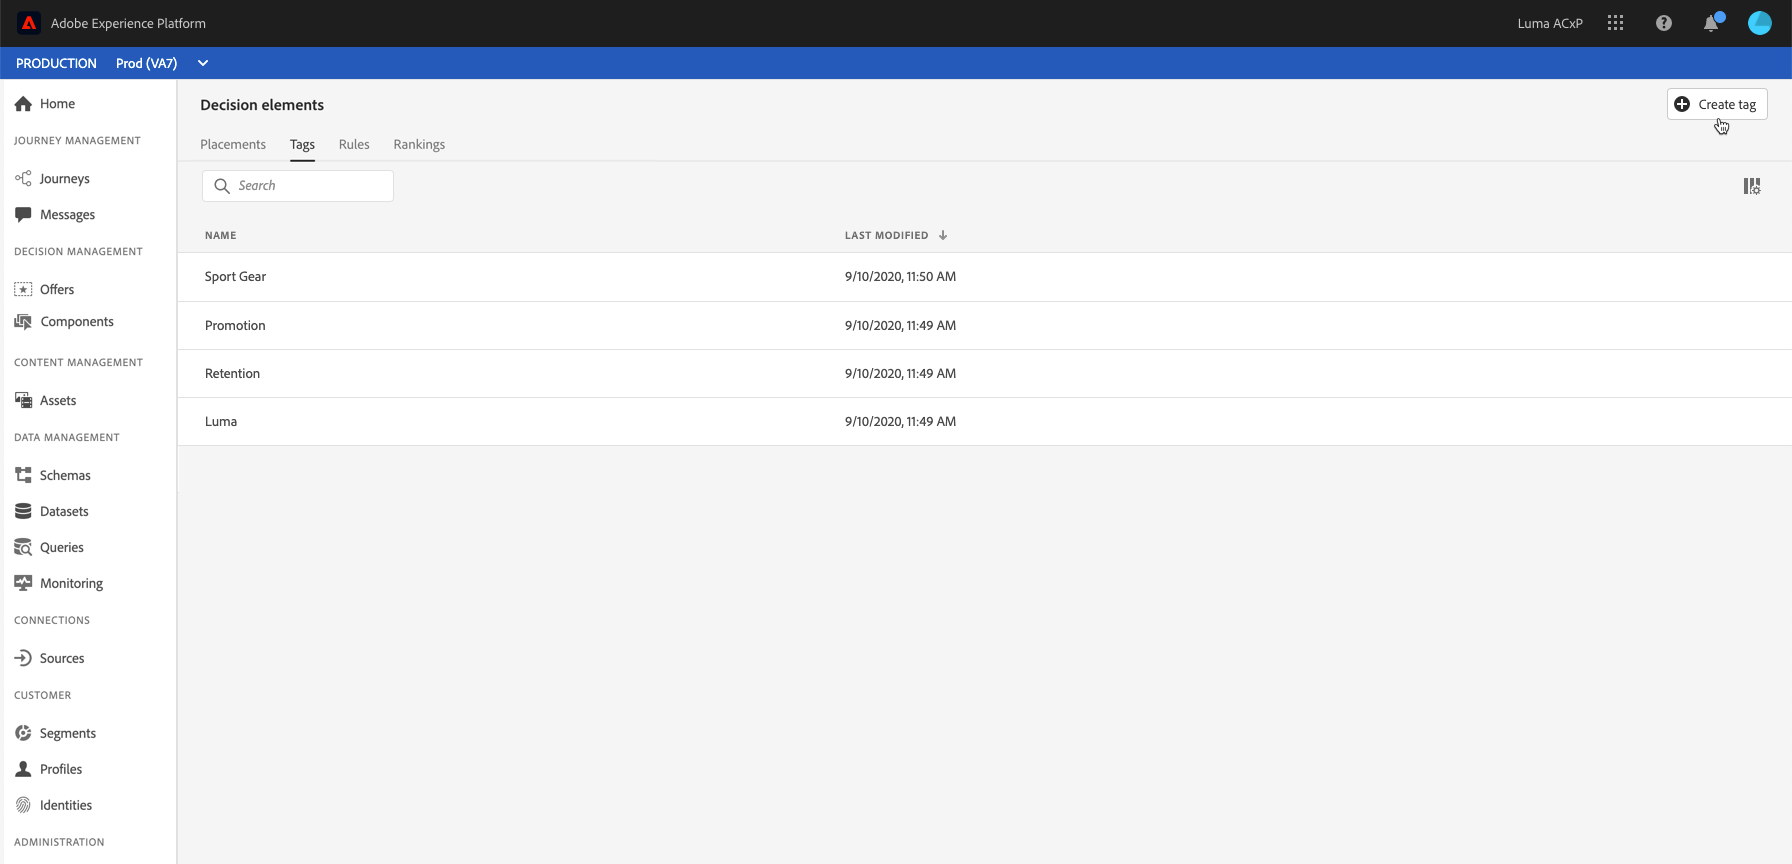 Adobe Experience Platform
Luma ACxP
PRODUCTION Prod (VA7)
Home
JOURNEY MANAGEMENT
Journeys
Messages
DECISION MANAGEMENT
Offers
Components
CONTENT MANAGEMENT
Assets
DATA MANAGEMENT
Schemas
Datasets
Queries
Monitoring
CONNECTIONS
Sources
CUSTOMER
Segments
Profiles
Identities
ADMINISTRATION
Decision elements
Create tag
Placements Tags Rules Rankings
Search
NAME LAST MODIFIED
Sport Gear 9/10/2020, 11:50 AM
Promotion 9/10/2020, 11:49 AM
Retention 9/10/2020, 11:49 AM
Luma 9/10/2020, 11:49 AM